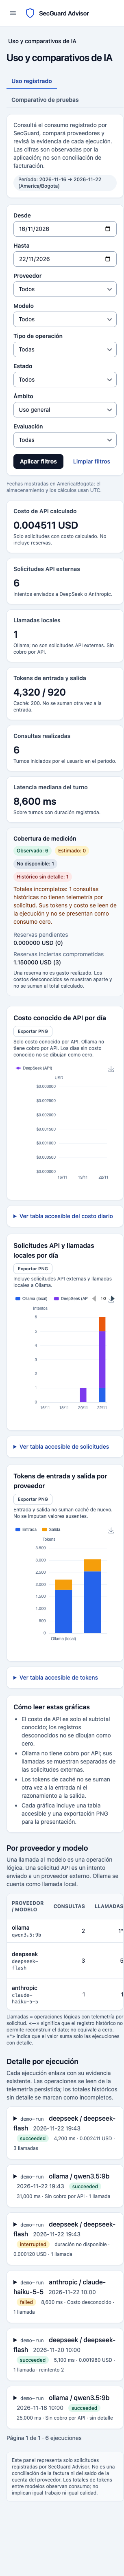 SecGuard Advisor
Uso y comparativos de IA
Uso y comparativos de IA
Uso registrado
Comparativo de pruebas
Consulta el consumo registrado por
SecGuard, compará proveedores y
revisá la evidencia de cada ejecución.
Las cifras son observadas por la
aplicación; no son conciliación de
facturación.
Período: 2026-11-16 → 2026-11-22
(America/Bogota)
Desde
16/11/2026
Hasta
22/11/2026
Proveedor
Todos
Modelo
Todos
Tipo de operación
Todas
Estado
Todos
Ámbito
Uso general
Evaluación
Todas
Aplicar filtros
Limpiar filtros
Fechas mostradas en America/Bogota; el
almacenamiento y los cálculos usan UTC.
Costo de API calculado
0.004511 USD
Solo solicitudes con costo calculado. No
incluye reservas.
Solicitudes API externas
6
Intentos enviados a DeepSeek o Anthropic.
Llamadas locales
1
Ollama; no son solicitudes API externas. Sin
cobro por API.
Tokens de entrada y salida
4,320 / 920
Caché: 200. No se suman otra vez a la
entrada.
Consultas realizadas
6
Turnos iniciados por el usuario en el período.
Latencia mediana del turno
8,600 ms
Sobre turnos con duración registrada.
Cobertura de medición
Observado: 6
Estimado: 0
No disponible: 1
Histórico sin detalle: 1
Totales incompletos: 1 consultas
históricas no tienen telemetría por
solicitud. Sus tokens y costo se leen de
la ejecución y no se presentan como
consumo cero.
Reservas pendientes
0.000000 USD (0)
Reservas inciertas comprometidas
1.150000 USD (3)
Una reserva no es gasto realizado. Los
costos desconocidos se muestran aparte y
no se suman al total calculado.
Costo conocido de API por día
Exportar PNG
Solo costo conocido por API. Ollama no
tiene cobro por API. Los días sin costo
conocido no se dibujan como cero.
DeepSeek (API)
USD
$0.003000
$0.002500
$0.002000
$0.001500
$0.001000
$0.000500
$0.000000
16/11
19/11
22/11
Ver tabla accesible del costo diario
Solicitudes API y llamadas
locales por día
Exportar PNG
Incluye solicitudes API externas y llamadas
locales a Ollama.
Ollama (local)
DeepSeek (AP
1/2
Intentos
6
5
4
3
2
1
0
16/11
18/11
20/11
22/11
Ver tabla accesible de solicitudes
Tokens de entrada y salida por
proveedor
Exportar PNG
Entrada y salida no suman caché de nuevo.
No se imputan valores ausentes.
Entrada
Salida
Tokens
3 500
3 000
2 500
2 000
1 500
1 000
500
0
Ollama (local)
Ver tabla accesible de tokens
Cómo leer estas gráficas
El costo de API es solo el subtotal
conocido; los registros
desconocidos no se dibujan como
cero.
Ollama no tiene cobro por API; sus
llamadas se muestran separadas de
las solicitudes externas.
Los tokens de caché no se suman
otra vez a la entrada ni el
razonamiento a la salida.
Cada gráfica incluye una tabla
accesible y una exportación PNG
para la presentación.
Por proveedor y modelo
Una llamada al modelo es una operación
lógica. Una solicitud API es un intento
enviado a un proveedor externo. Ollama se
cuenta como llamada local.
PROVEEDOR
/ MODELO
CONSULTAS
LLAMADAS
ollama
qwen3.5:9b
2
1*
deepseek
deepseek-
flash
3
5
anthropic
claude-
haiku-5-5
1
1
Llamadas = operaciones lógicas con telemetría por
solicitud; «—» significa que el registro histórico no
permite reconstruir el dato; no equivale a cero.
«*» indica que el valor suma solo las ejecuciones
con detalle.
Detalle por ejecución
Cada ejecución enlaza con su evidencia
existente. Las operaciones se leen de la
telemetría persistida; los totales históricos
sin detalle se marcan como incompletos.
demo-run deepseek / deepseek-
flash 2026-11-22 19:43
succeeded 4,200 ms · 0.002411 USD ·
3 llamadas
demo-run ollama / qwen3.5:9b
2026-11-22 19:43 succeeded
31,000 ms · Sin cobro por API · 1 llamada
demo-run deepseek / deepseek-
flash 2026-11-22 19:43
interrupted duración no disponible ·
0.000120 USD · 1 llamada
demo-run anthropic / claude-
haiku-5-5 2026-11-22 10:00
failed 8,600 ms · Costo desconocido ·
1 llamada
demo-run deepseek / deepseek-
flash 2026-11-20 10:00
succeeded 5,100 ms · 0.001980 USD ·
1 llamada · reintento 2
demo-run ollama / qwen3.5:9b
2026-11-18 10:00 succeeded
25,000 ms · Sin cobro por API · sin detalle
Página 1 de 1 · 6 ejecuciones
Este panel representa solo solicitudes
registradas por SecGuard Advisor. No es una
conciliación de la factura ni del saldo de la
cuenta del proveedor. Los totales de tokens
entre modelos observan consumo; no
implican igual trabajo ni igual calidad.